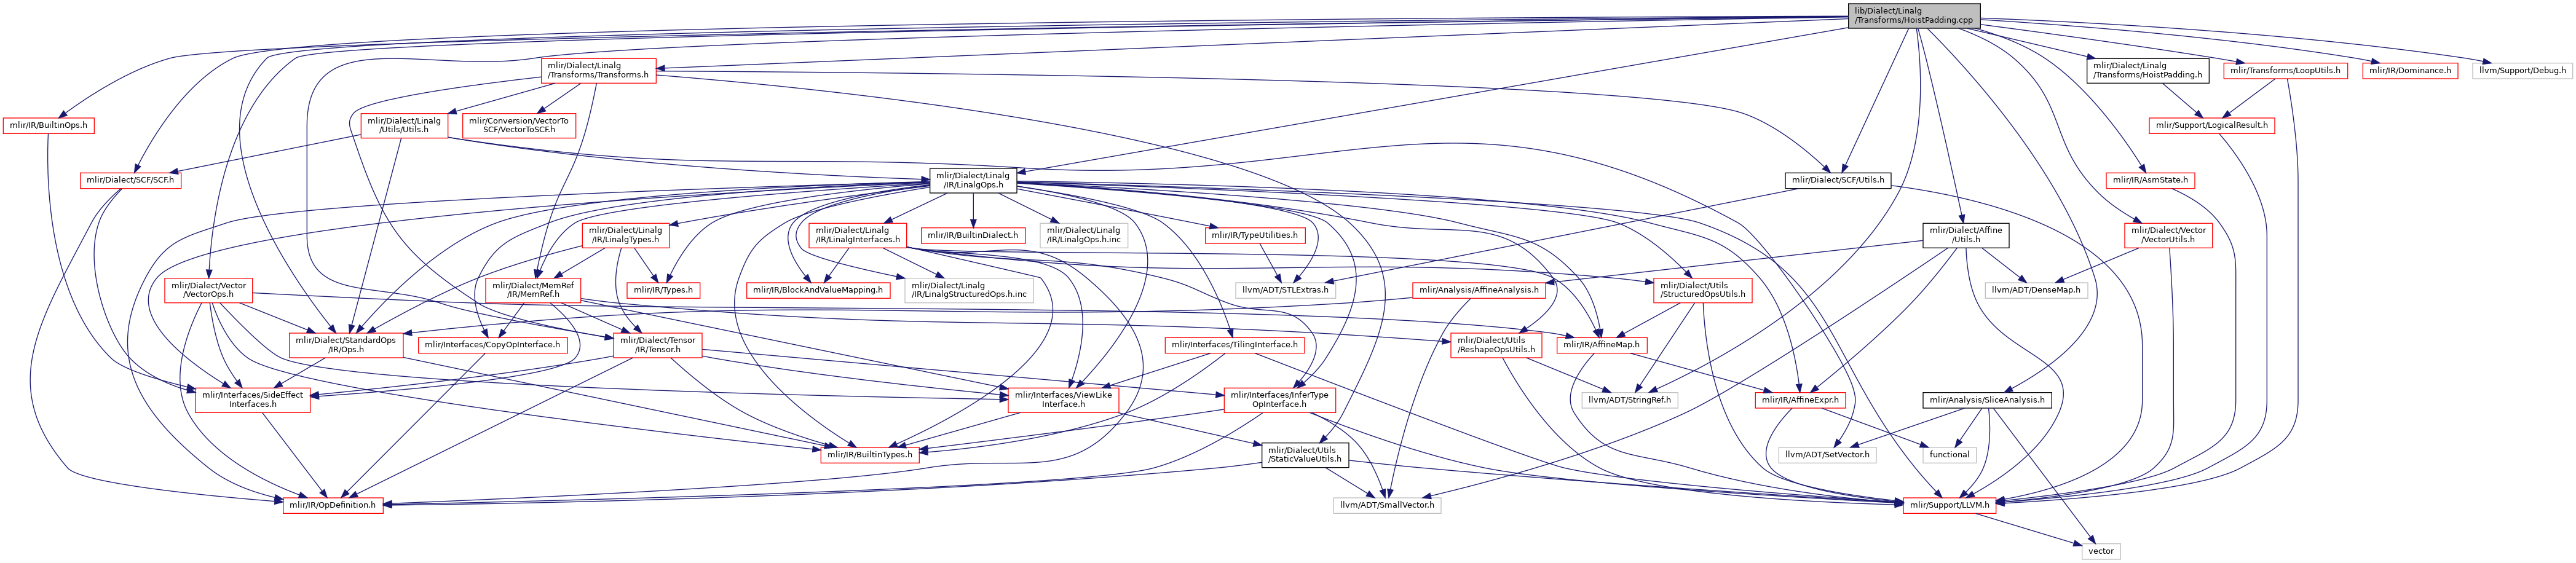 lib/Dialect/Linalg
/Transforms/HoistPadding.cpp
mlir/Dialect/Linalg
/Transforms/Transforms.h
mlir/Dialect/Linalg
/Transforms/HoistPadding.h
mlir/Transforms/LoopUtils.h
mlir/IR/Dominance.h
llvm/Support/Debug.h
mlir/IR/BuiltinOps.h
mlir/Dialect/Linalg
/Utils/Utils.h
mlir/Conversion/VectorTo
SCF/VectorToSCF.h
mlir/Support/LogicalResult.h
mlir/Dialect/SCF/SCF.h
mlir/Dialect/Linalg
/IR/LinalgOps.h
mlir/Dialect/SCF/Utils.h
mlir/IR/AsmState.h
mlir/Dialect/Linalg
/IR/LinalgTypes.h
mlir/Dialect/Linalg
/IR/LinalgInterfaces.h
mlir/IR/BuiltinDialect.h
mlir/Dialect/Linalg
/IR/LinalgOps.h.inc
mlir/IR/TypeUtilities.h
mlir/Dialect/Affine
/Utils.h
mlir/Dialect/Vector
/VectorUtils.h
mlir/Dialect/Vector
/VectorOps.h
mlir/Dialect/MemRef
/IR/MemRef.h
mlir/IR/Types.h
mlir/IR/BlockAndValueMapping.h
mlir/Dialect/Linalg
/IR/LinalgStructuredOps.h.inc
llvm/ADT/STLExtras.h
mlir/Analysis/AffineAnalysis.h
mlir/Dialect/Utils
/StructuredOpsUtils.h
llvm/ADT/DenseMap.h
mlir/Dialect/StandardOps
/IR/Ops.h
mlir/Interfaces/CopyOpInterface.h
mlir/Dialect/Tensor
/IR/Tensor.h
mlir/Interfaces/TilingInterface.h
mlir/Dialect/Utils
/ReshapeOpsUtils.h
mlir/IR/AffineMap.h
mlir/Interfaces/SideEffect
Interfaces.h
mlir/Interfaces/ViewLike
Interface.h
mlir/Interfaces/InferType
OpInterface.h
llvm/ADT/StringRef.h
mlir/IR/AffineExpr.h
mlir/Analysis/SliceAnalysis.h
mlir/IR/BuiltinTypes.h
mlir/Dialect/Utils
/StaticValueUtils.h
llvm/ADT/SetVector.h
functional
mlir/IR/OpDefinition.h
llvm/ADT/SmallVector.h
mlir/Support/LLVM.h
vector